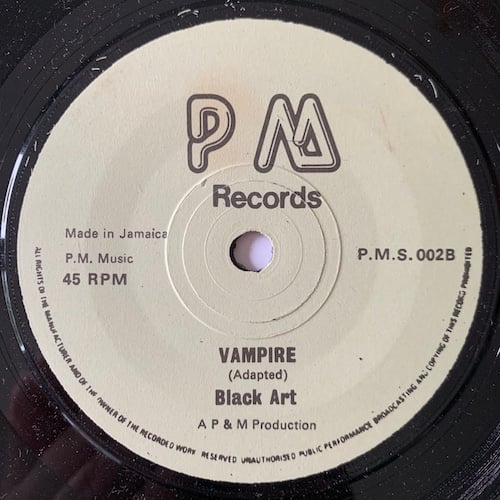 PM
Records
Made in Jamaica
P.M. Music
45 RPM
P.M.S. 002B
VAMPIRE
(Adapted)
Black Art
A P & M Production
ALL RIGHTS OF THE MANUFACTURER AND OF THE OWNER OF THE RECORDED WORK RESERVED UNAUTHORISED PUBLIC PERFORMANCE BROADCASTING AND COPYING OF THIS RECORD PROHIBITED